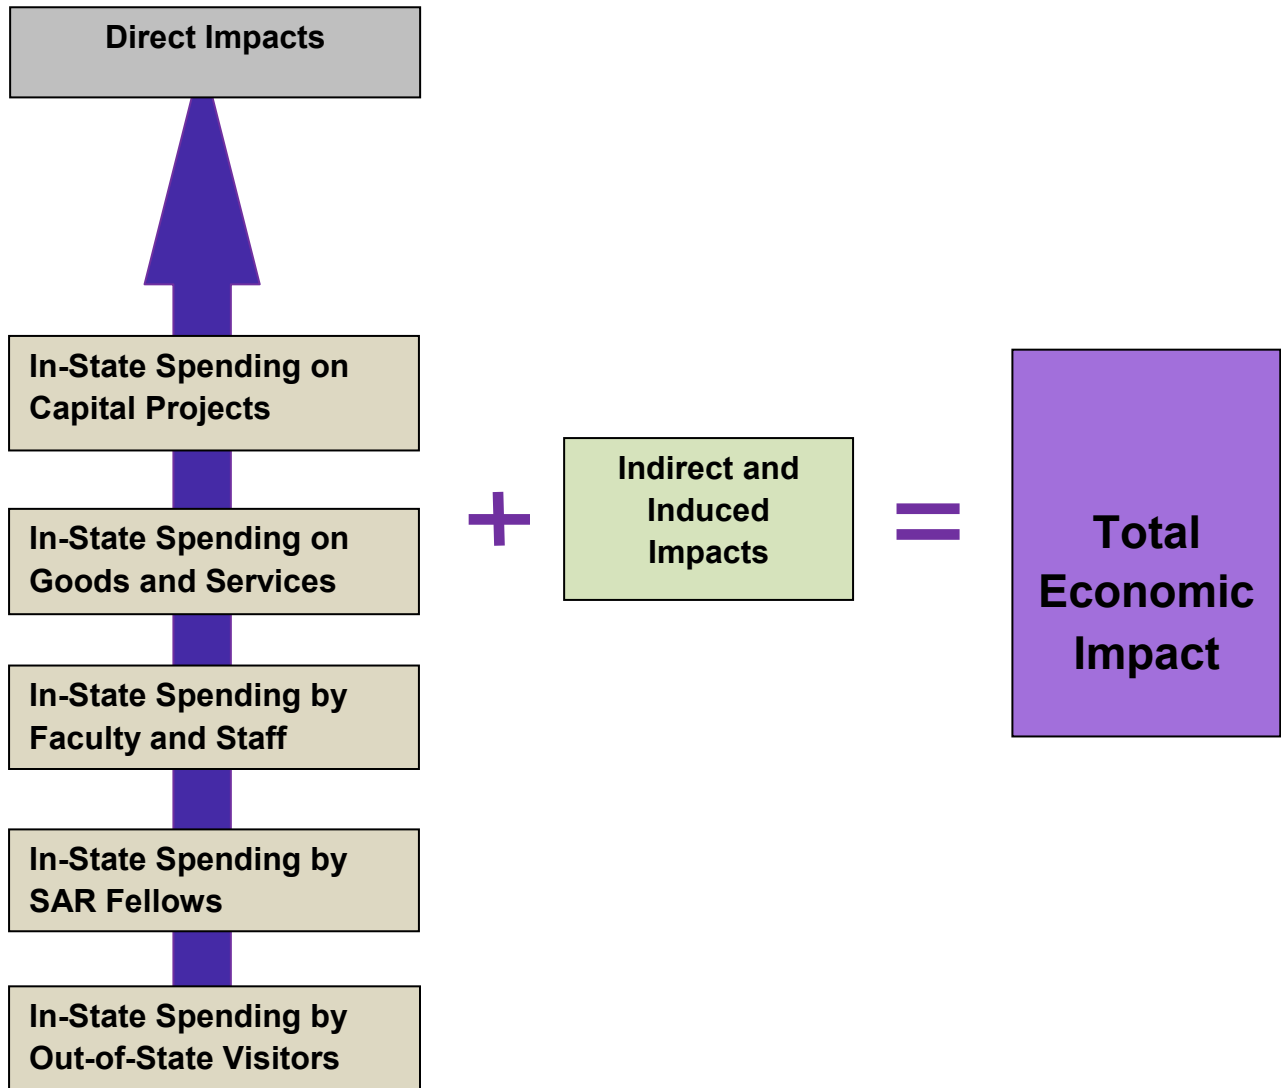 Direct Impacts
In-State Spending on
Capital Projects
In-State Spending on
Goods and Services
In-State Spending by
Faculty and Staff
In-State Spending by
SAR Fellows
In-State Spending by
Out-of-State Visitors
+
Indirect and
Induced
Impacts
=
Total
Economic
Impact